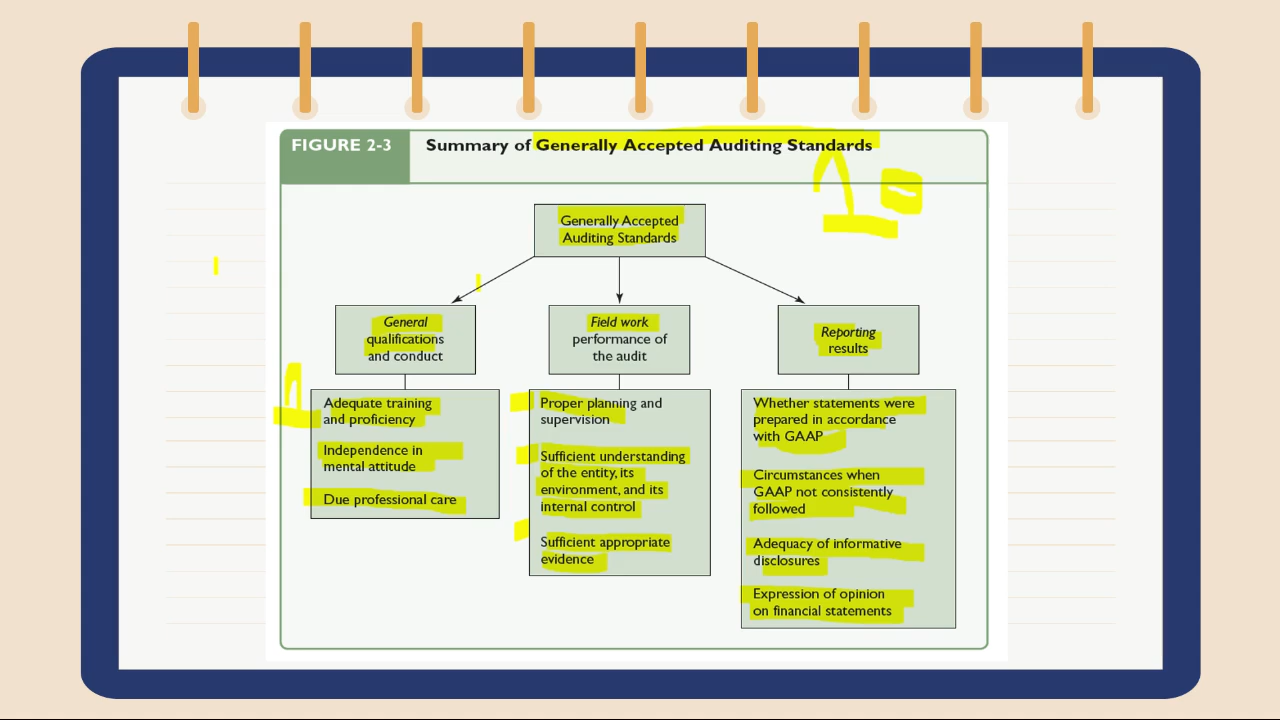 FIGURE 2-3
Summary of Generally Accepted Auditing Standards
Generally Accepted
Auditing Standards
General
qualifications
and conduct
Adequate training
and proficiency
Independence in
mental attitude
Due professional care
Field work
performance of
the audit
Proper planning and
supervision
Sufficient understanding
of the entity, its
environment, and its
internal control
Sufficient appropriate
evidence
Reporting
results
Whether statements were
prepared in accordance
with GAAP
Circumstances when
GAAP not consistently
followed
Adequacy of informative
disclosures
Expression of opinion
on financial statements